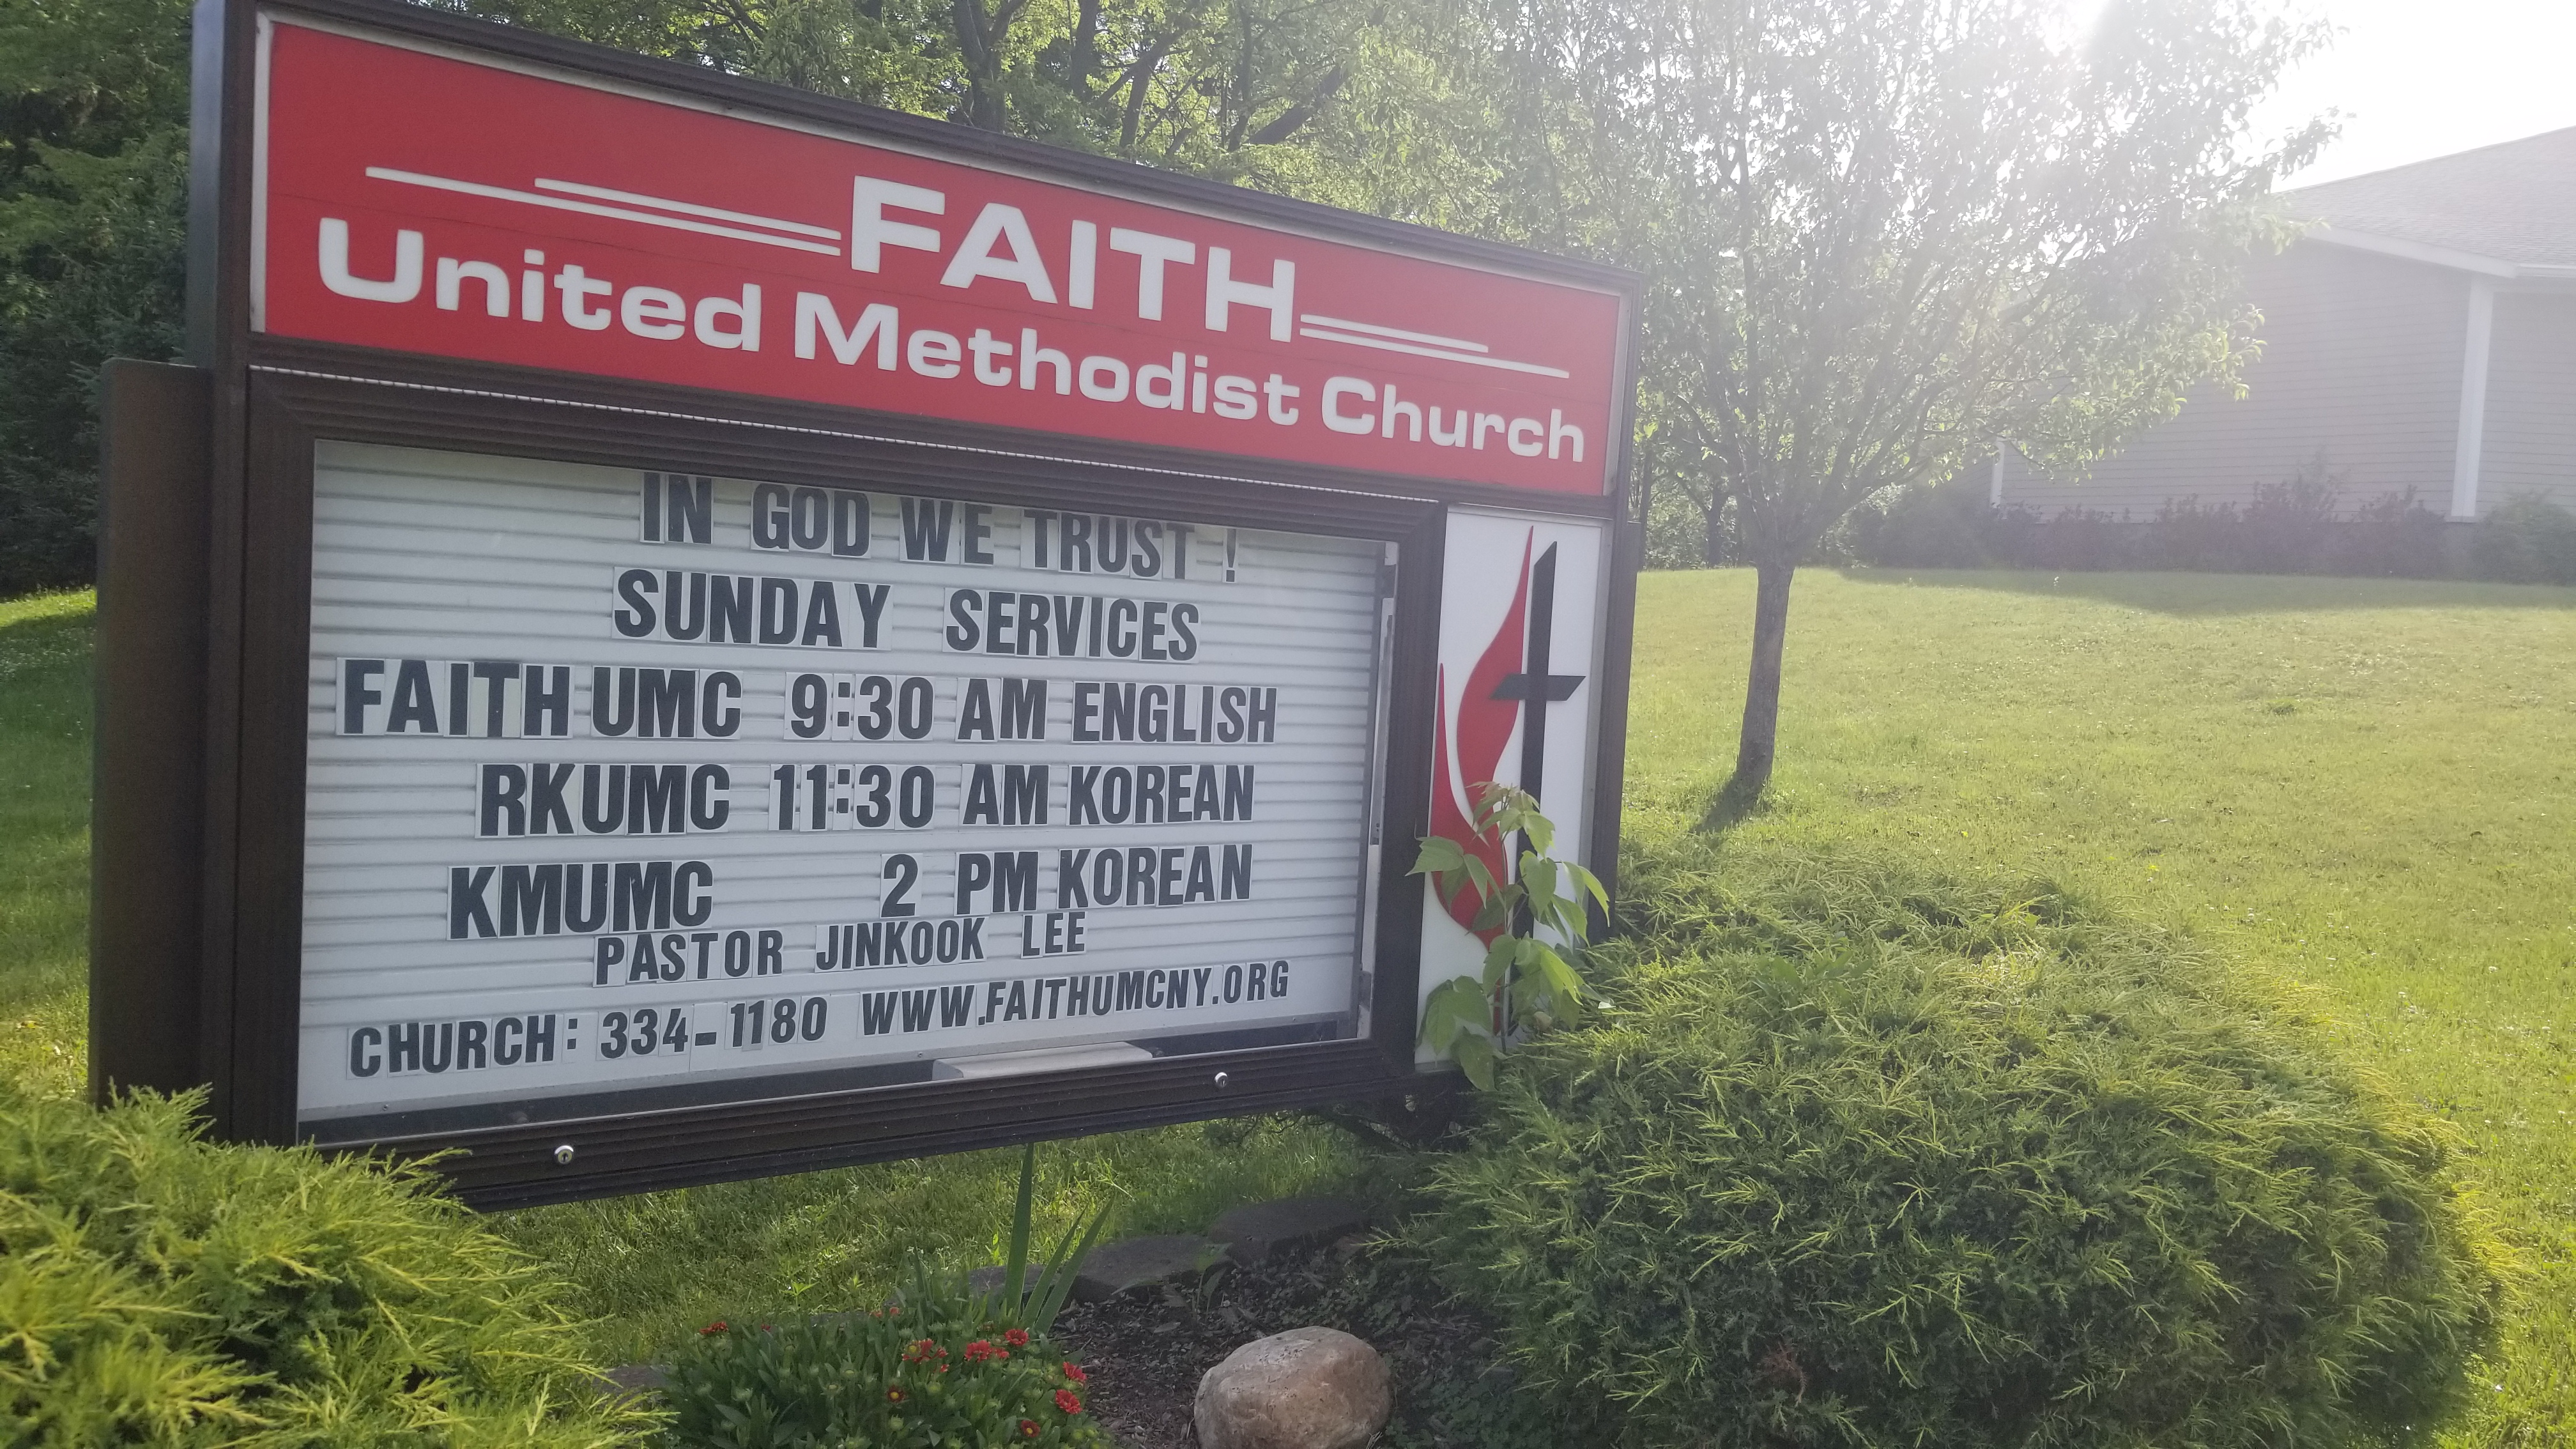 FAITH
United Methodist Church
IN GOD WE TRUST !
SUNDAY SERVICES
FAITH UMC 9:30 AM ENGLISH
RKUMC 11:30 AM KOREAN
KMUMC 2 PM KOREAN
PASTOR JINKOOK LEE
CHURCH: 334-1180 WWW.FAITHUMCNY.ORG